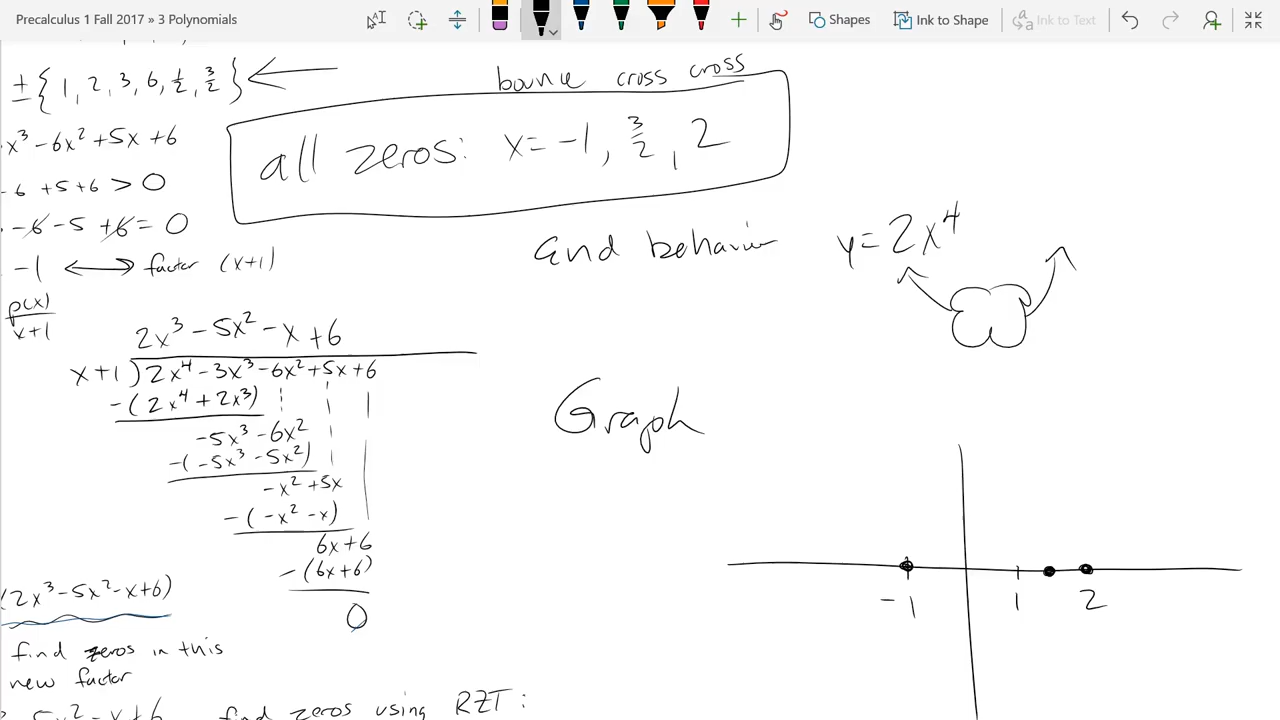 Precalculus 1 Fall 2017 » 3 Polynomials
Shapes
Ink to Shape
Ink to Text
± { 1, 2, 3, 6, 1/2, 3/2 }
x³ - 6x² + 5x + 6
- 6 + 5 + 6 > 0
- 6 - 5 + 6 = 0
-1 ⟷ factor (x+1)
p(x)
x+1
bounce cross cross
all zeros: x = -1, 3/2, 2
end behavior y = 2x⁴
2x³ - 5x² - x + 6
x+1 ) 2x⁴ - 3x³ - 6x² + 5x + 6
-(2x⁴ + 2x³)
-5x³ - 6x²
-(-5x³ - 5x²)
-x² + 5x
-(-x² - x)
6x + 6
-(6x+6)
0
Graph
-1 1 2
(2x³ - 5x² - x + 6)
find zeros in this
new factor
5x² - x + 6 find zeros using RZT: